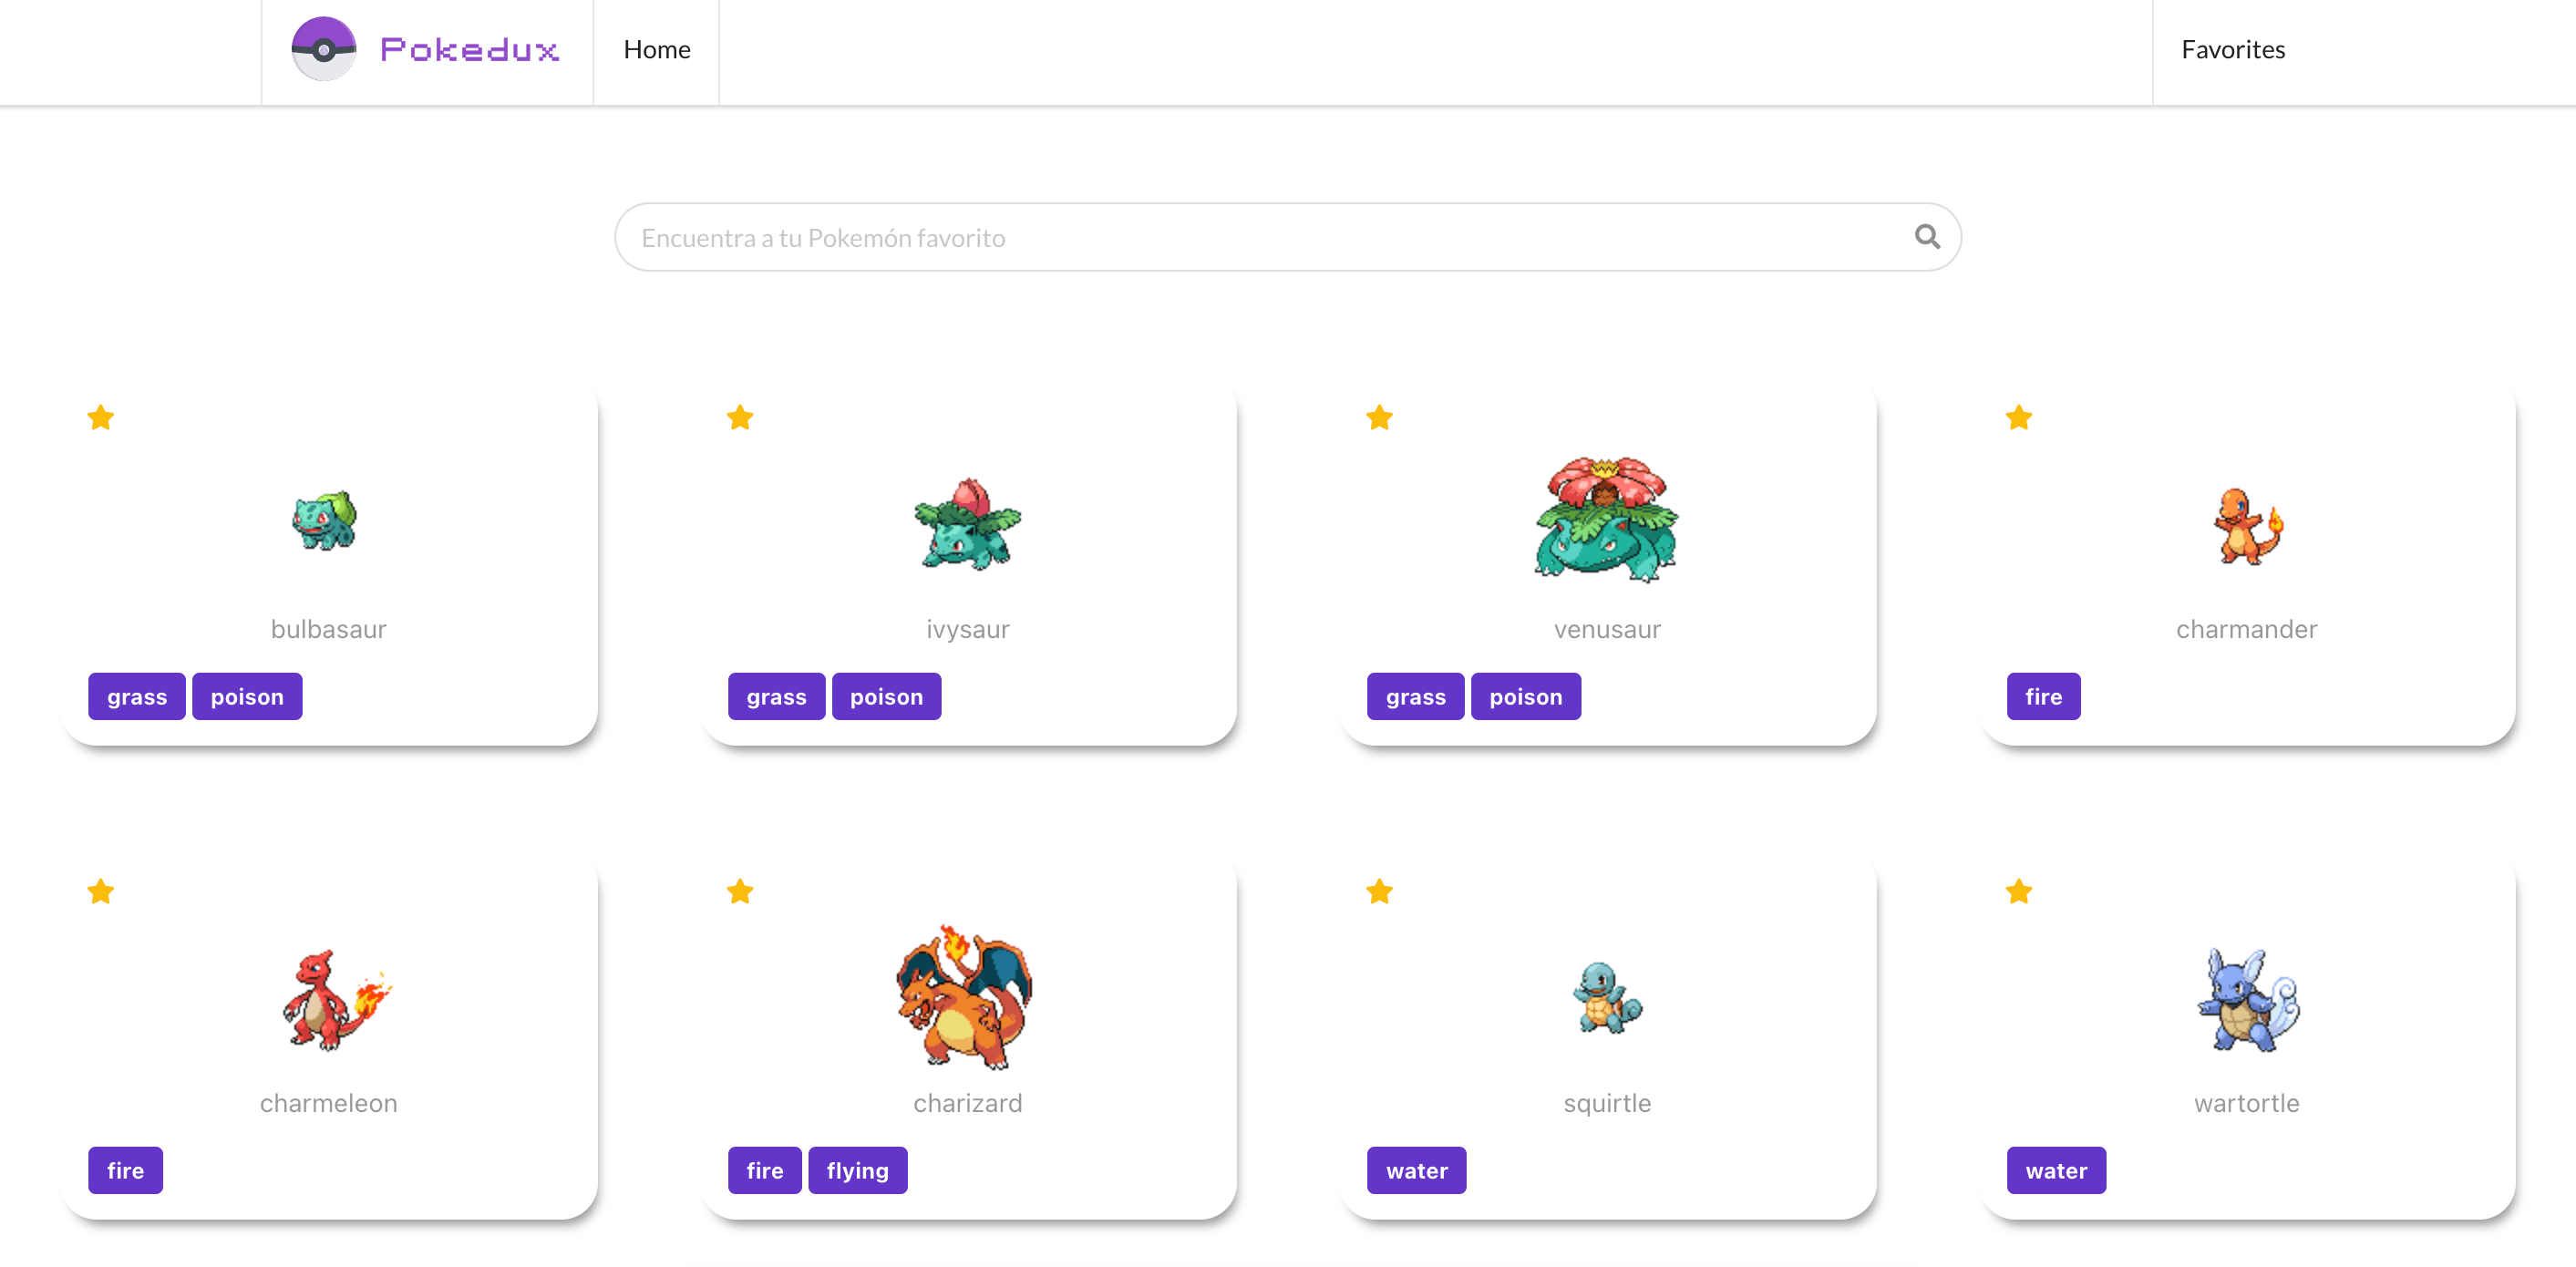 Pokedux Home Favorites
Encuentra a tu Pokemón favorito
bulbasaur ivysaur venusaur charmander
grass poison grass poison grass poison fire
charmeleon charizard squirtle wartortle
fire fire flying water water